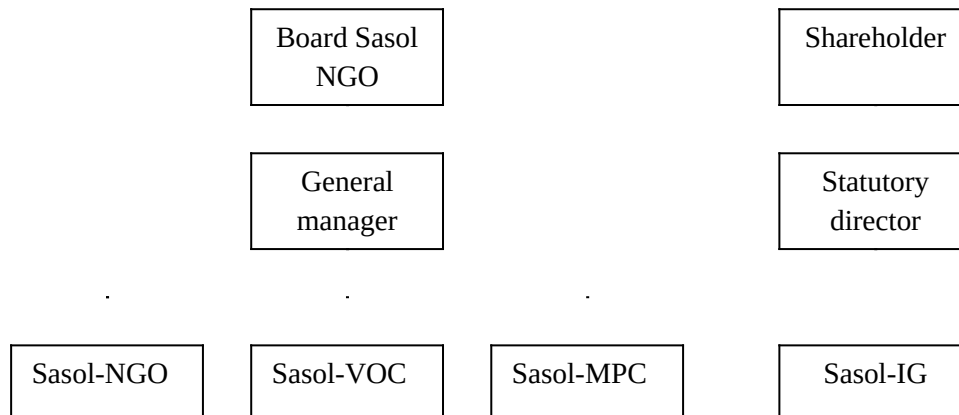 Board Sasol
NGO
Shareholder
General
manager
Statutory
director
Sasol-NGO
Sasol-VOC
Sasol-MPC
Sasol-IG